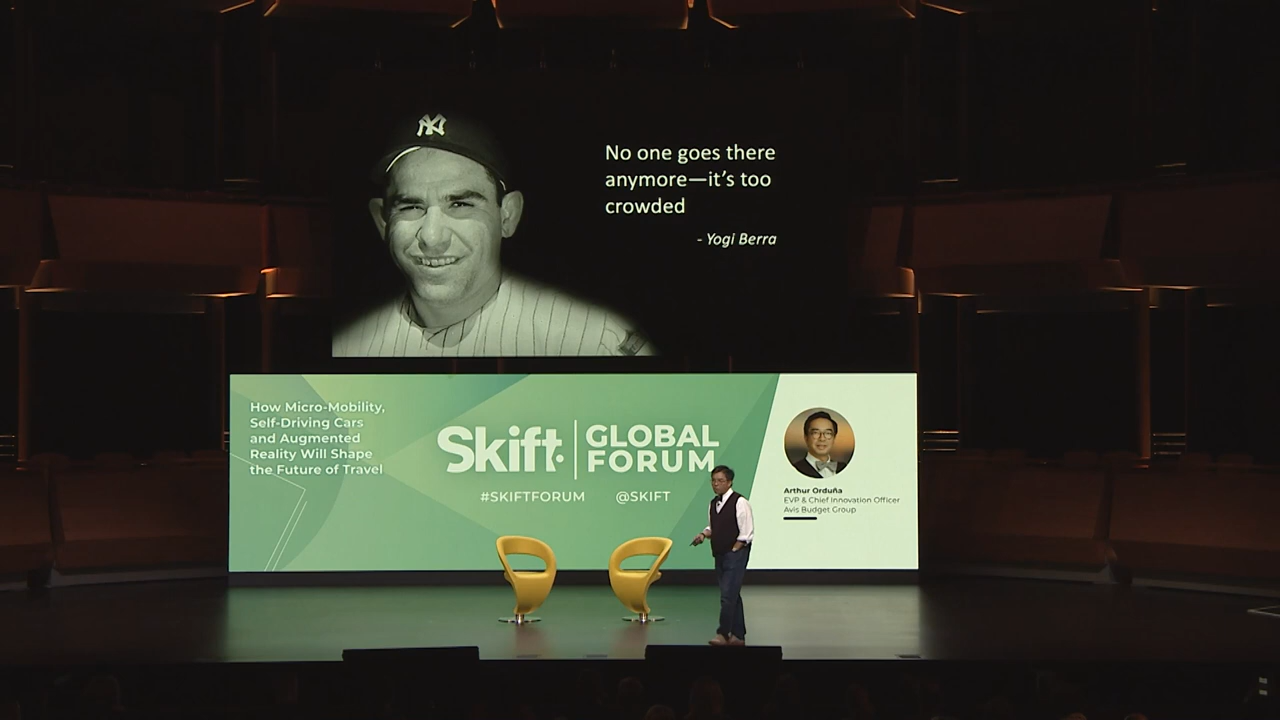 NY
No one goes there
anymore—it's too
crowded
- Yogi Berra
How Micro-Mobility,
Self-Driving Cars
and Augmented
Reality Will Shape
the Future of Travel
Skift.
GLOBAL
FORUM
#SKIFTFORUM @SKIFT
Arthur Orduña
EVP & Chief Innovation Officer
Avis Budget Group